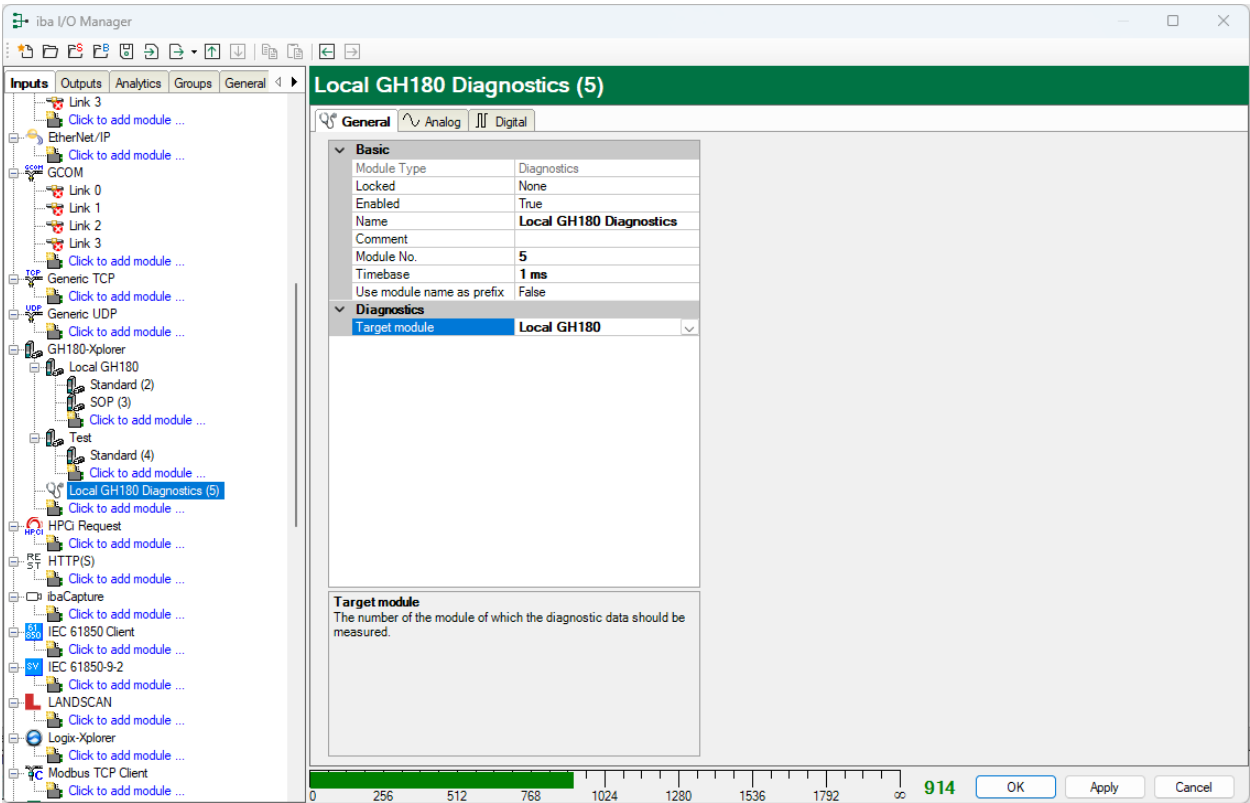 iba I/O Manager
Inputs Outputs Analytics Groups General
Link 3
Click to add module ...
EtherNet/IP
Click to add module ...
GCOM GCOM
Link 0
Link 1
Link 2
Link 3
Click to add module ...
TCP Generic TCP
Click to add module ...
UDP Generic UDP
Click to add module ...
GH180-Xplorer
Local GH180
Standard (2)
SOP (3)
Click to add module ...
Test
Standard (4)
Click to add module ...
Local GH180 Diagnostics (5)
Click to add module ...
HPCi HPCi Request
Click to add module ...
RE ST HTTP(S)
Click to add module ...
ibaCapture
Click to add module ...
61 850 IEC 61850 Client
Click to add module ...
SV IEC 61850-9-2
Click to add module ...
LANDSCAN
Click to add module ...
Logix-Xplorer
Click to add module ...
Modbus TCP Client
Click to add module ...
Local GH180 Diagnostics (5)
General Analog Digital
Basic
Module Type Diagnostics
Locked None
Enabled True
Name Local GH180 Diagnostics
Comment
Module No. 5
Timebase 1 ms
Use module name as prefix False
Diagnostics
Target module Local GH180
Target module
The number of the module of which the diagnostic data should be
measured.
0 256 512 768 1024 1280 1536 1792 ∞
914
OK Apply Cancel